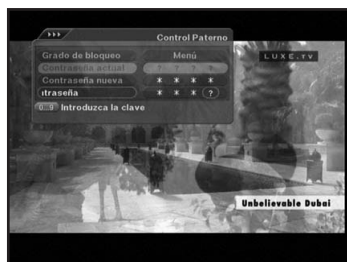 Control Paterno
Grado de bloqueo Menú
Contraseña actual ? ? ? *
Contraseña nueva * * * *
ıtraseña * * * ?
Introduzca la clave
LUXE.TV
Unbelievable Dubai